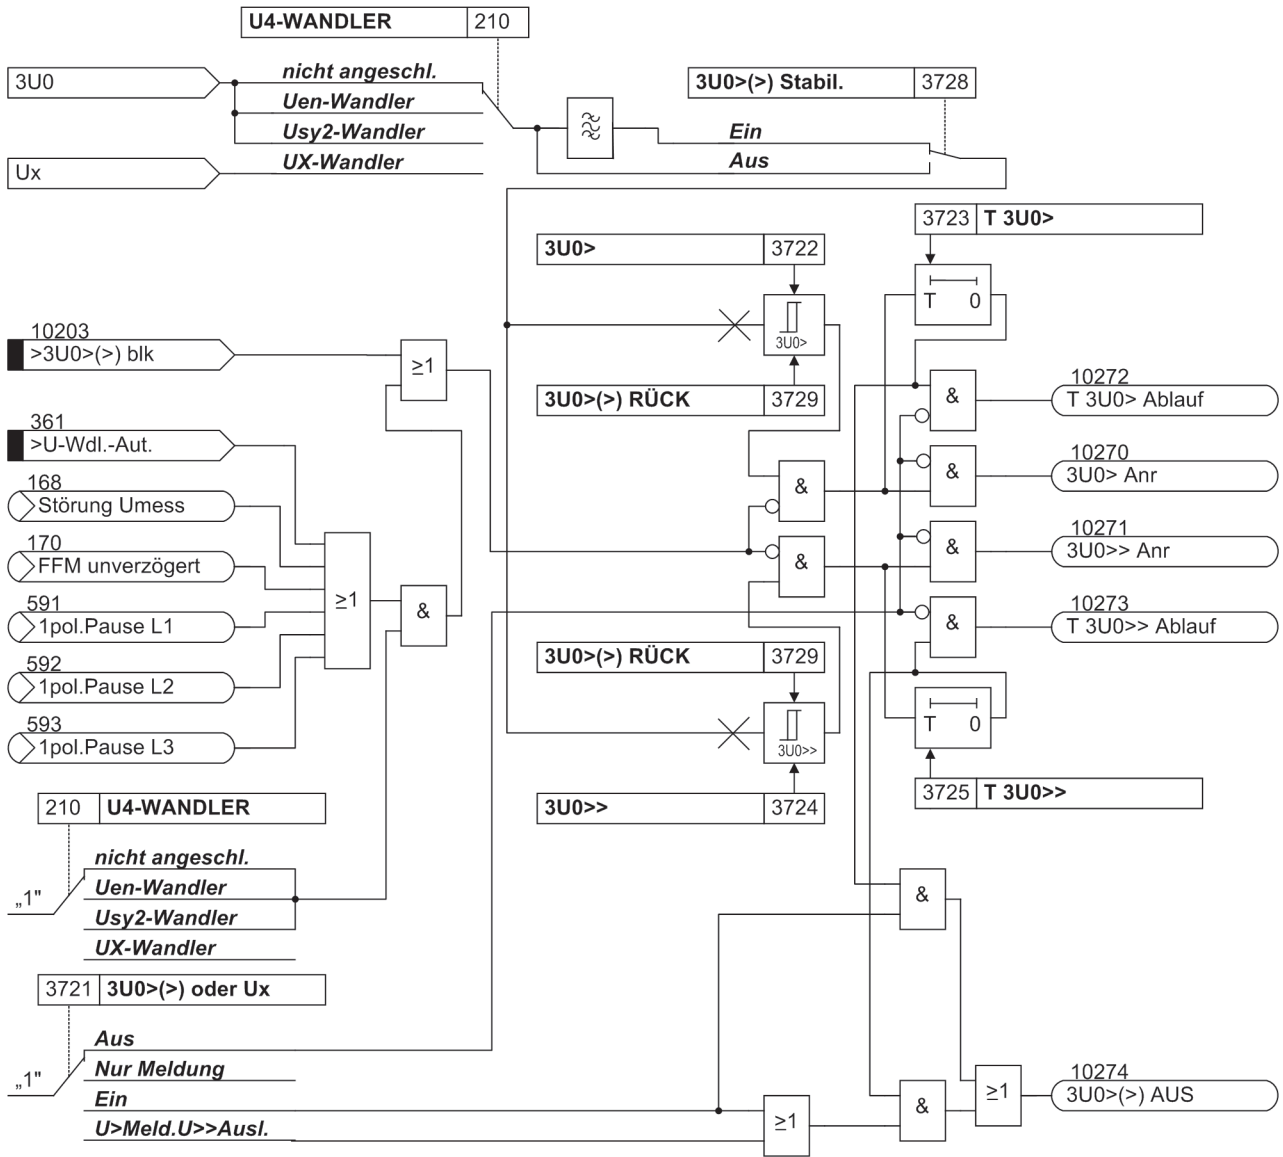 U4-WANDLER 210
3U0
nicht angeschl.
Uen-Wandler
Usy2-Wandler
UX-Wandler
Ux
3U0>(>) Stabil. 3728
Ein
Aus
3723 T 3U0>
3U0> 3722
T 0
3U0>
3U0>(>) RÜCK 3729
10203
>3U0>(>) blk
≥1
361
>U-Wdl.-Aut.
168
Störung Umess
170
FFM unverzögert
591
1pol.Pause L1
592
1pol.Pause L2
593
1pol.Pause L3
≥1
&
&
&
&
10272
T 3U0> Ablauf
&
10270
3U0> Anr
&
10271
3U0>> Anr
&
10273
T 3U0>> Ablauf
3U0>(>) RÜCK 3729
3U0>>
T 0
3U0>> 3724
3725 T 3U0>>
210 U4-WANDLER
nicht angeschl.
Uen-Wandler
„1"
Usy2-Wandler
UX-Wandler
&
3721 3U0>(>) oder Ux
Aus
Nur Meldung
„1"
Ein
U>Meld.U>>Ausl.
≥1
&
≥1
10274
3U0>(>) AUS